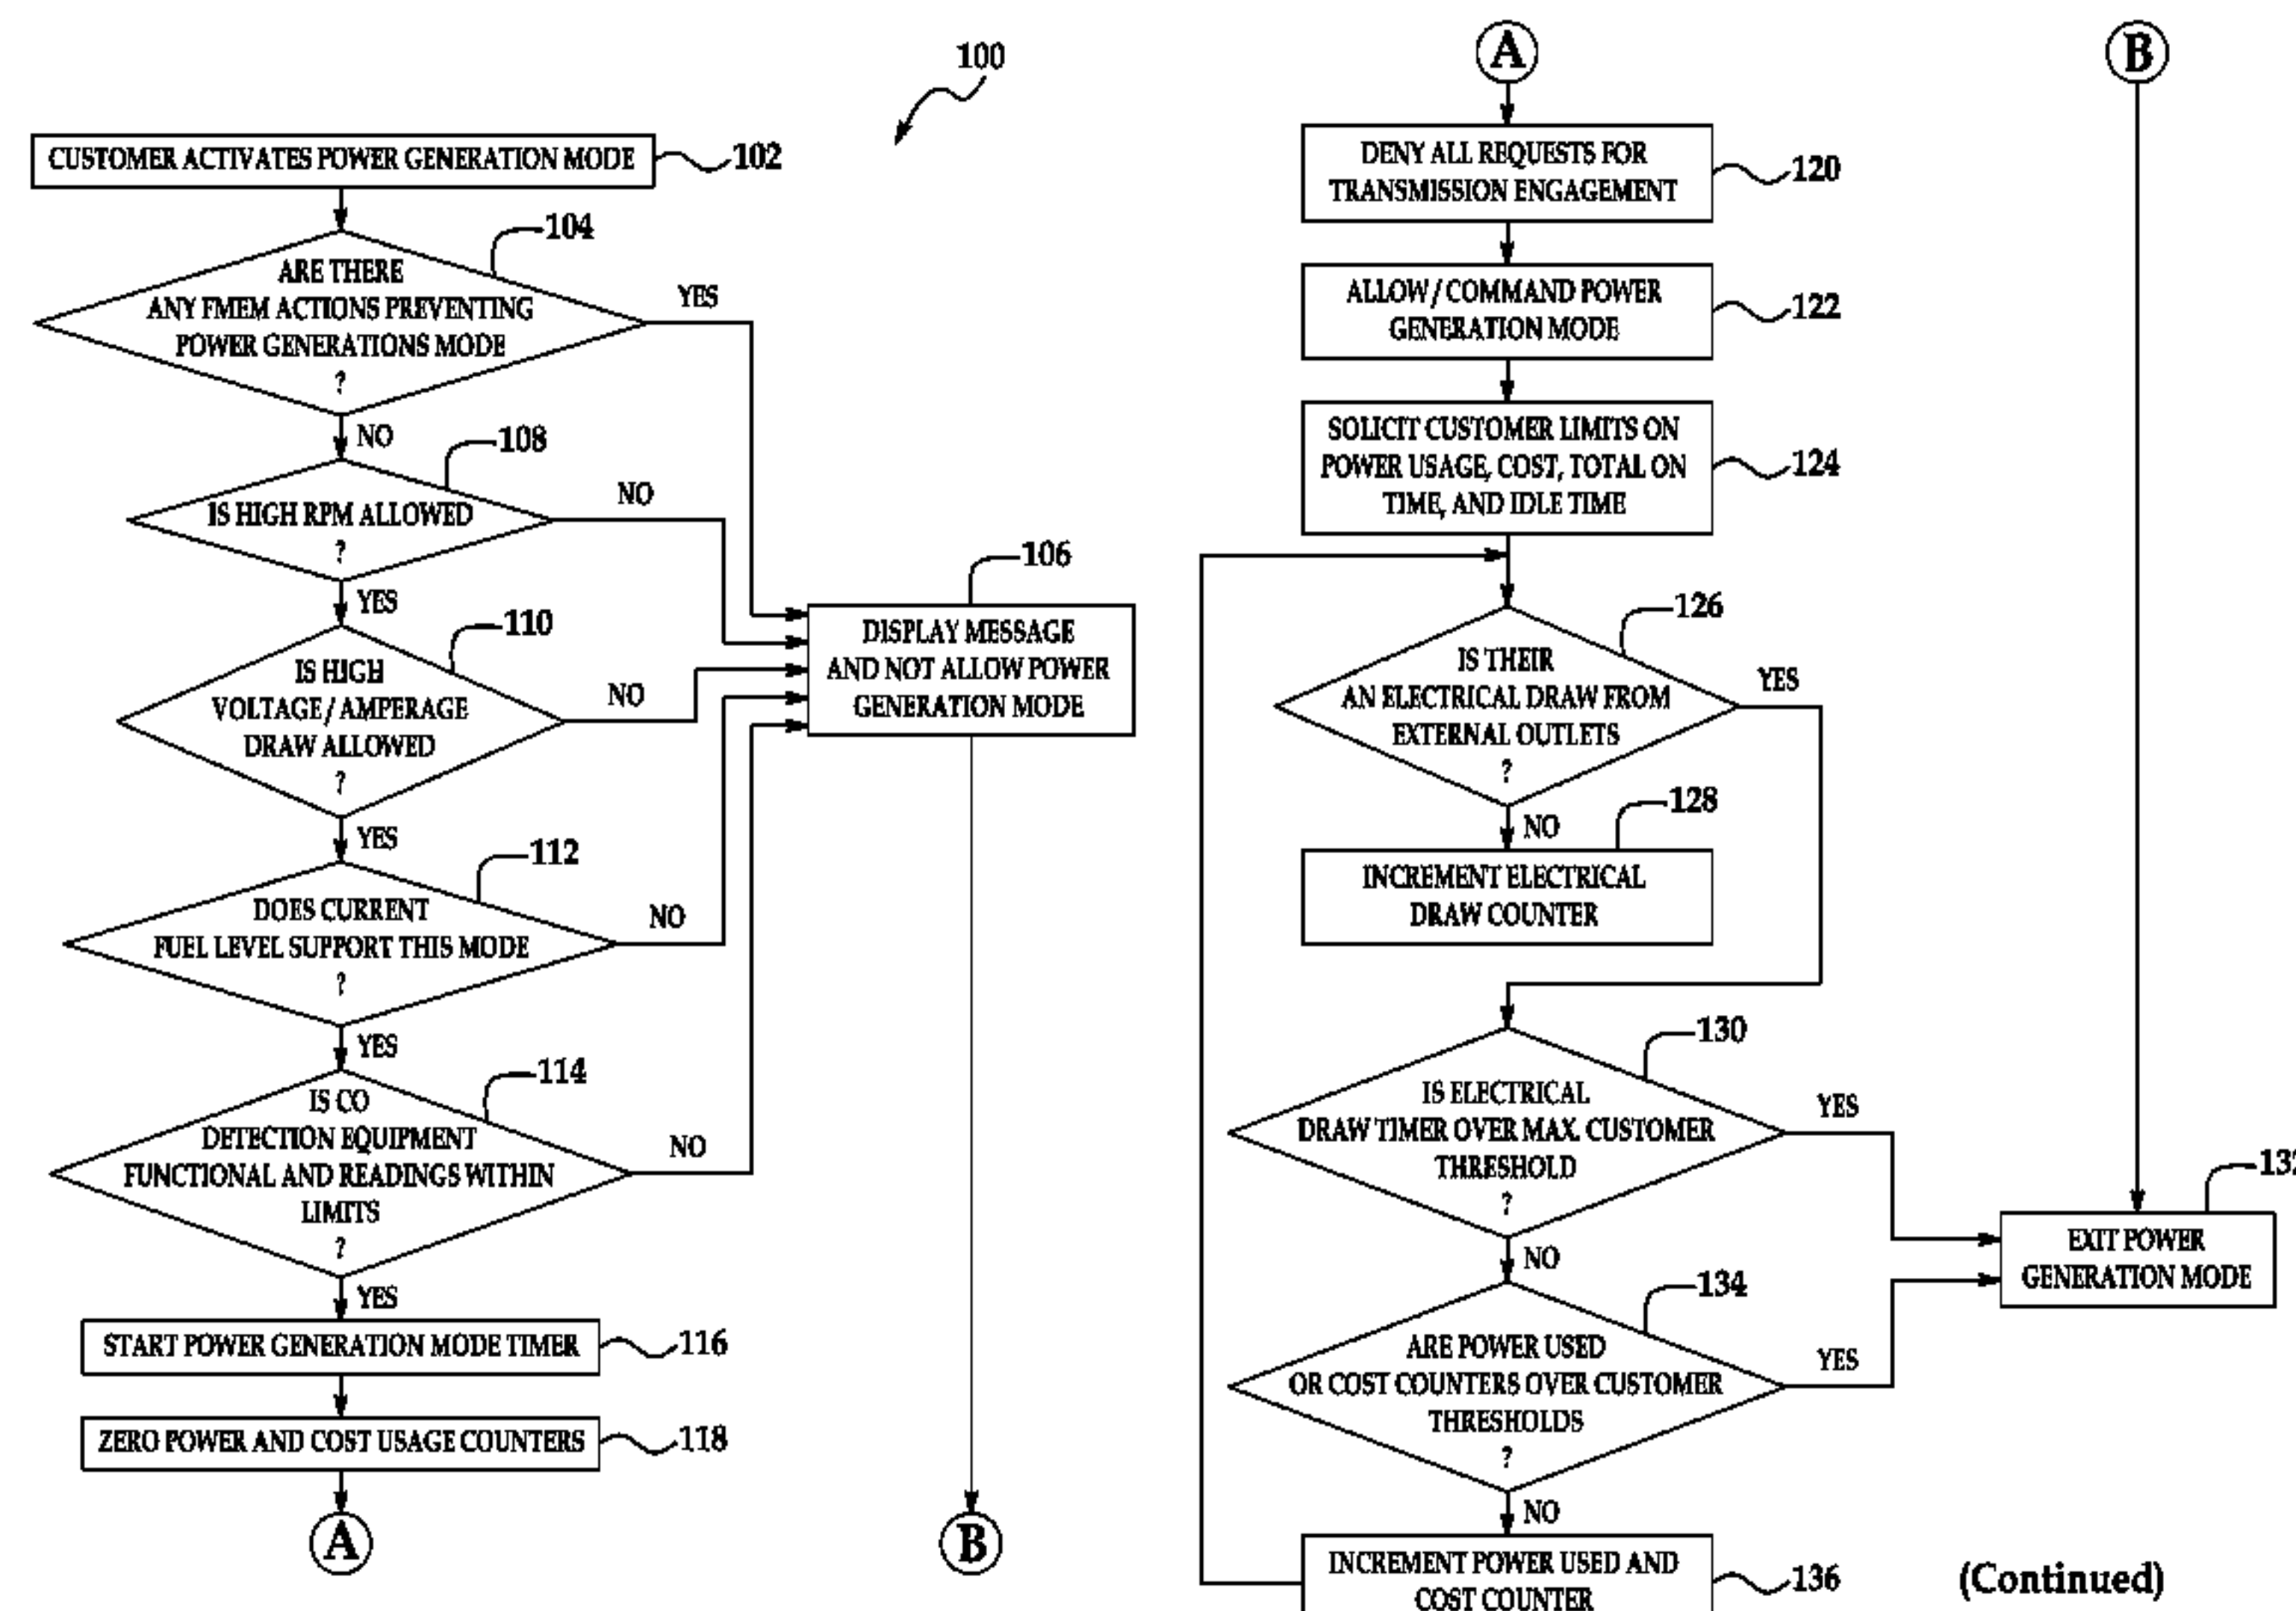 100
CUSTOMER ACTIVATES POWER GENERATION MODE
102
104
ARE THERE
ANY FMEM ACTIONS PREVENTING
POWER GENERATIONS MODE
?
YES
NO
108
IS HIGH RPM ALLOWED
?
NO
YES
110
IS HIGH
VOLTAGE/AMPERAGE
DRAW ALLOWED
?
NO
YES
112
DOES CURRENT
FUEL LEVEL SUPPORT THIS MODE
?
NO
YES
114
IS CO
DETECTION EQUIPMENT
FUNCTIONAL AND READINGS WITHIN
LIMITS
?
NO
YES
START POWER GENERATION MODE TIMER
116
ZERO POWER AND COST USAGE COUNTERS
118
A
106
DISPLAY MESSAGE
AND NOT ALLOW POWER
GENERATION MODE
B
A
DENY ALL REQUESTS FOR
TRANSMISSION ENGAGEMENT
120
ALLOW/COMMAND POWER
GENERATION MODE
122
SOLICIT CUSTOMER LIMITS ON
POWER USAGE, COST, TOTAL ON
TIME, AND IDLE TIME
124
126
IS THEIR
AN ELECTRICAL DRAW FROM
EXTERNAL OUTLETS
?
YES
NO
128
INCREMENT ELECTRICAL
DRAW COUNTER
130
IS ELECTRICAL
DRAW TIMER OVER MAX. CUSTOMER
THRESHOLD
?
YES
NO
134
ARE POWER USED
OR COST COUNTERS OVER CUSTOMER
THRESHOLDS
?
YES
NO
INCREMENT POWER USED AND
COST COUNTER
136
B
132
EXIT POWER
GENERATION MODE
(Continued)